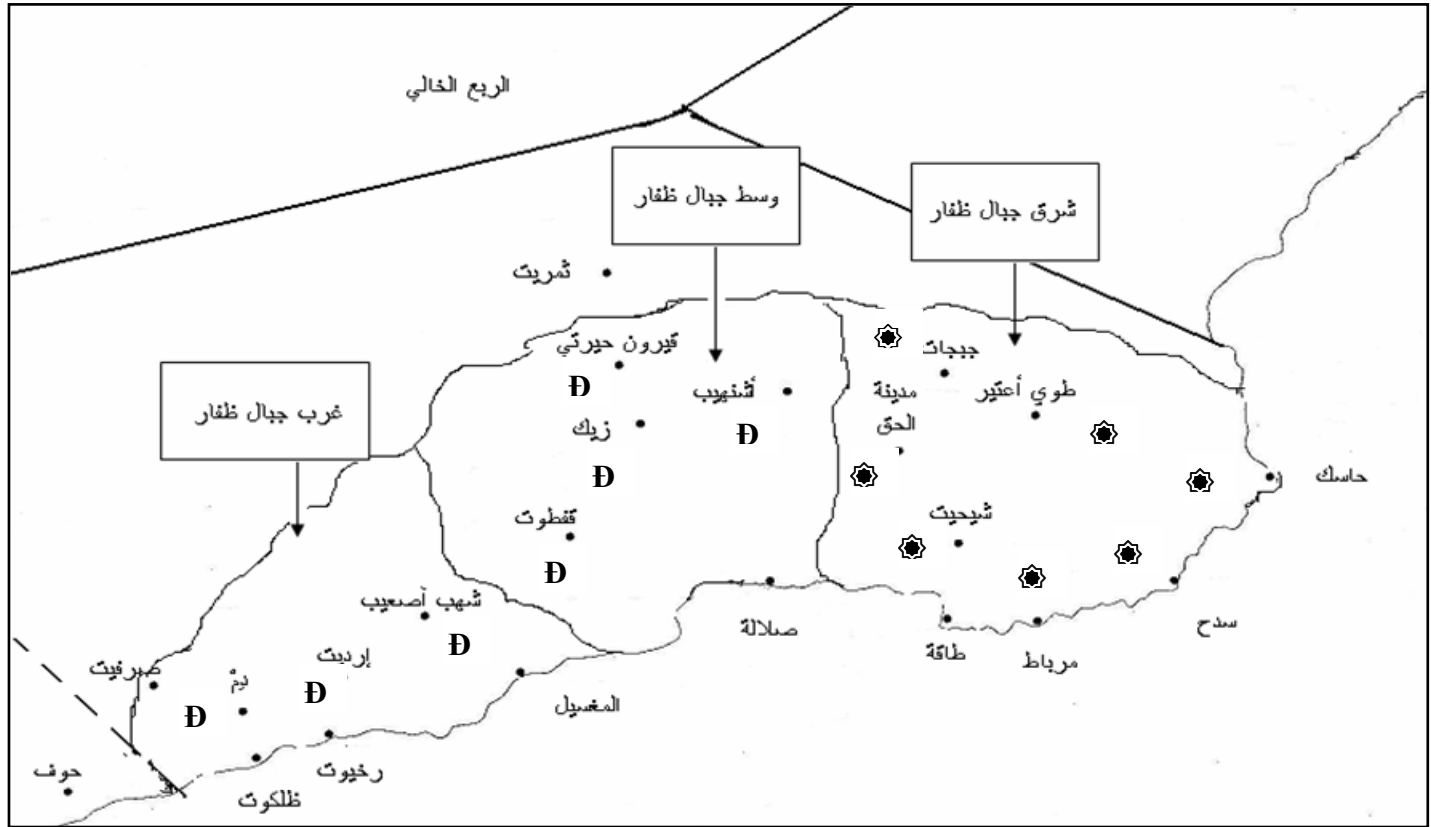 الربع الخالي
وسط جبال ظفار
شرق جبال ظفار
ثمريت
قيرون حيرتي
جبجات
غرب جبال ظفار
Đ
أشنهيب
مدينة
الحق
طوي أعتير
زيك
Đ
Đ
حاسك
قفطوت
شيحيت
Đ
شهب أصعيب
صلالة
طاقة
مرباط
سدح
Đ
إرديت
صرفيت
دِمْ
Đ
Đ
المغسيل
حوف
ظلكوت
رخيوت